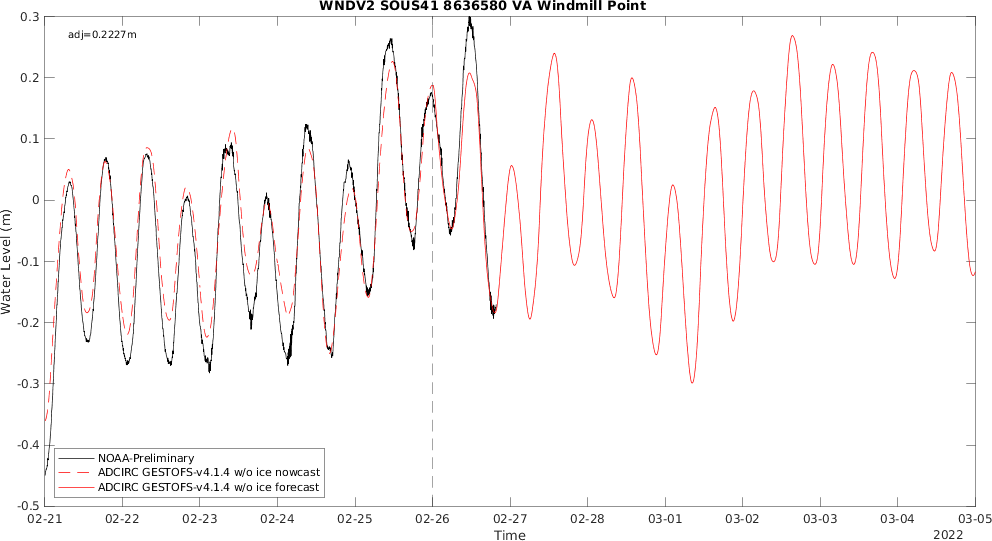 WNDV2 SOUS41 8636580 VA Windmill Point
adj=0.2227m
0.3
0.2
0.1
0
-0.1
-0.2
-0.3
-0.4
-0.5
Water Level (m)
NOAA-Preliminary
ADCIRC GESTOFS-v4.1.4 w/o ice nowcast
ADCIRC GESTOFS-v4.1.4 w/o ice forecast
02-21 02-22 02-23 02-24 02-25 02-26 02-27 02-28 03-01 03-02 03-03 03-04 03-05
Time
2022